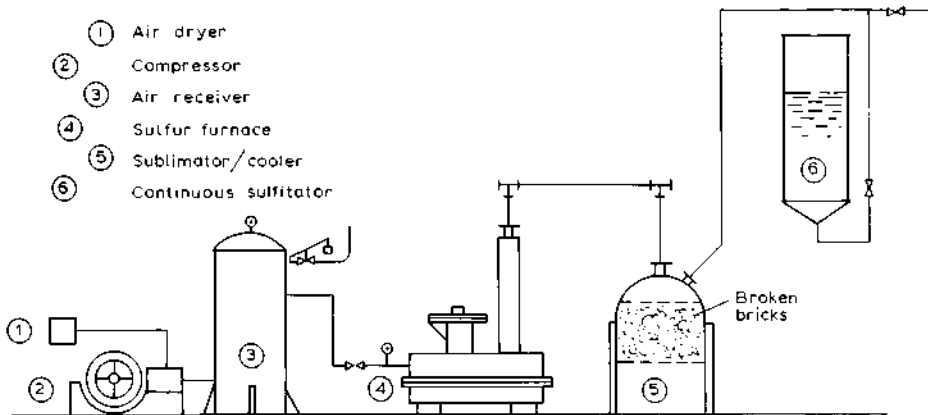 ① Air dryer
② Compressor
③ Air receiver
④ Sulfur furnace
⑤ Sublimator/cooler
⑥ Continuous sulfitator
⑥
Broken
bricks
①
②
③
④
⑤